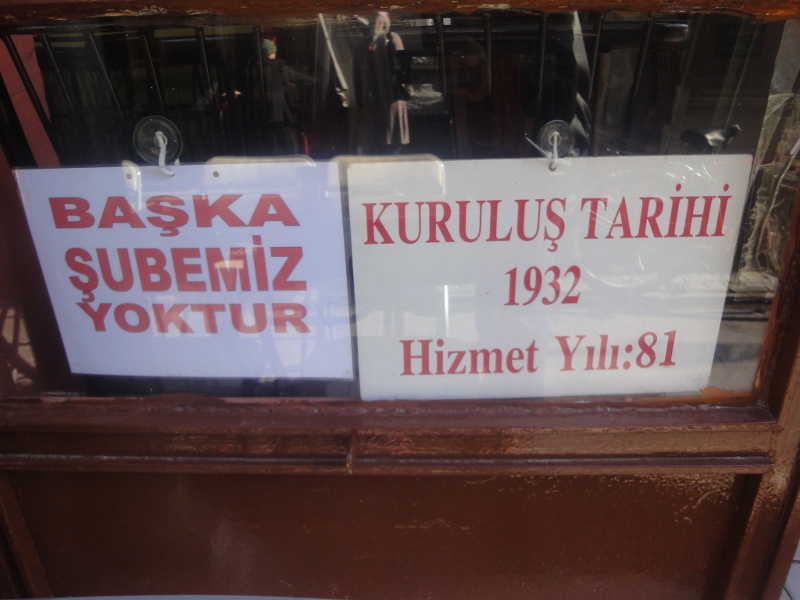 BAŞKA
ŞUBEMİZ
YOKTUR
KURULUŞ TARİHİ
1932
Hizmet Yılı:81